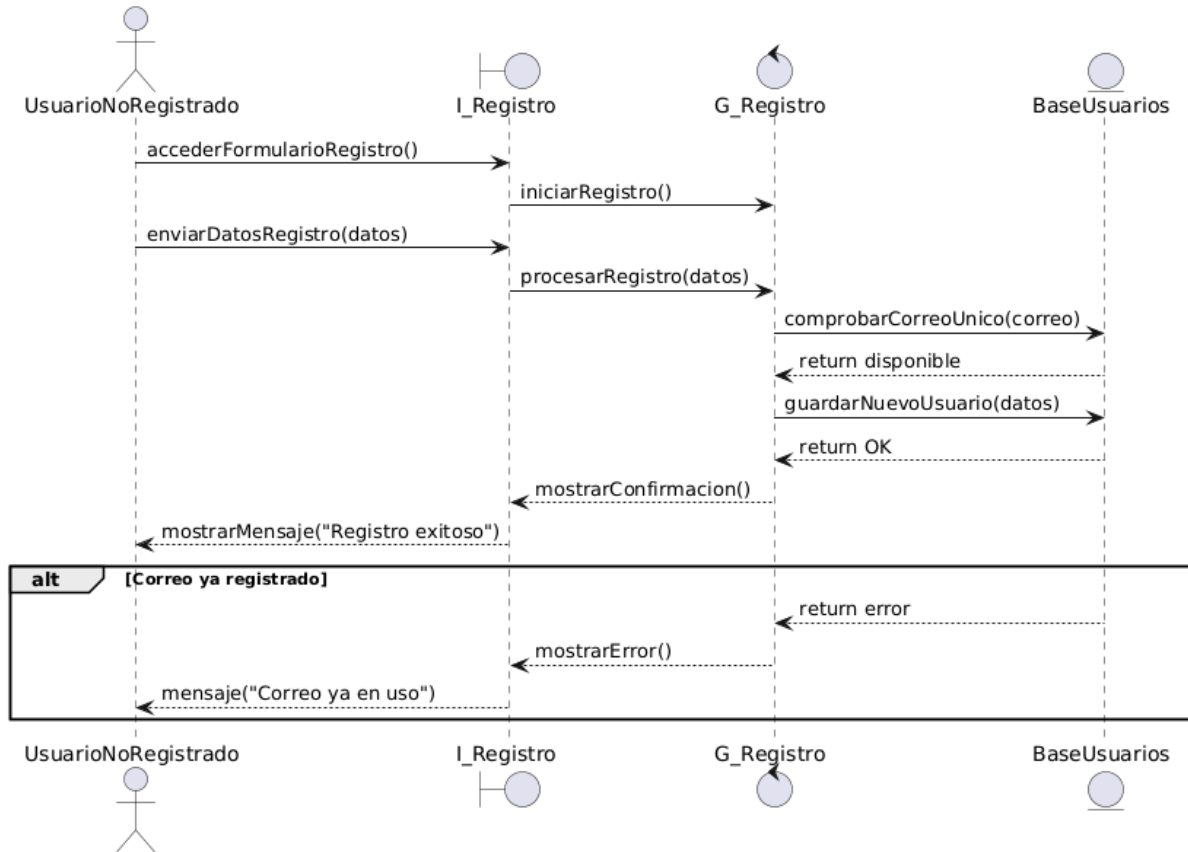 UsuarioNoRegistrado
I_Registro
G_Registro
BaseUsuarios
accederFormularioRegistro()
iniciarRegistro()
enviarDatosRegistro(datos)
procesarRegistro(datos)
comprobarCorreoUnico(correo)
return disponible
guardarNuevoUsuario(datos)
return OK
mostrarConfirmacion()
mostrarMensaje("Registro exitoso")
alt
[Correo ya registrado]
return error
mostrarError()
mensaje("Correo ya en uso")
UsuarioNoRegistrado
I_Registro
G_Registro
BaseUsuarios